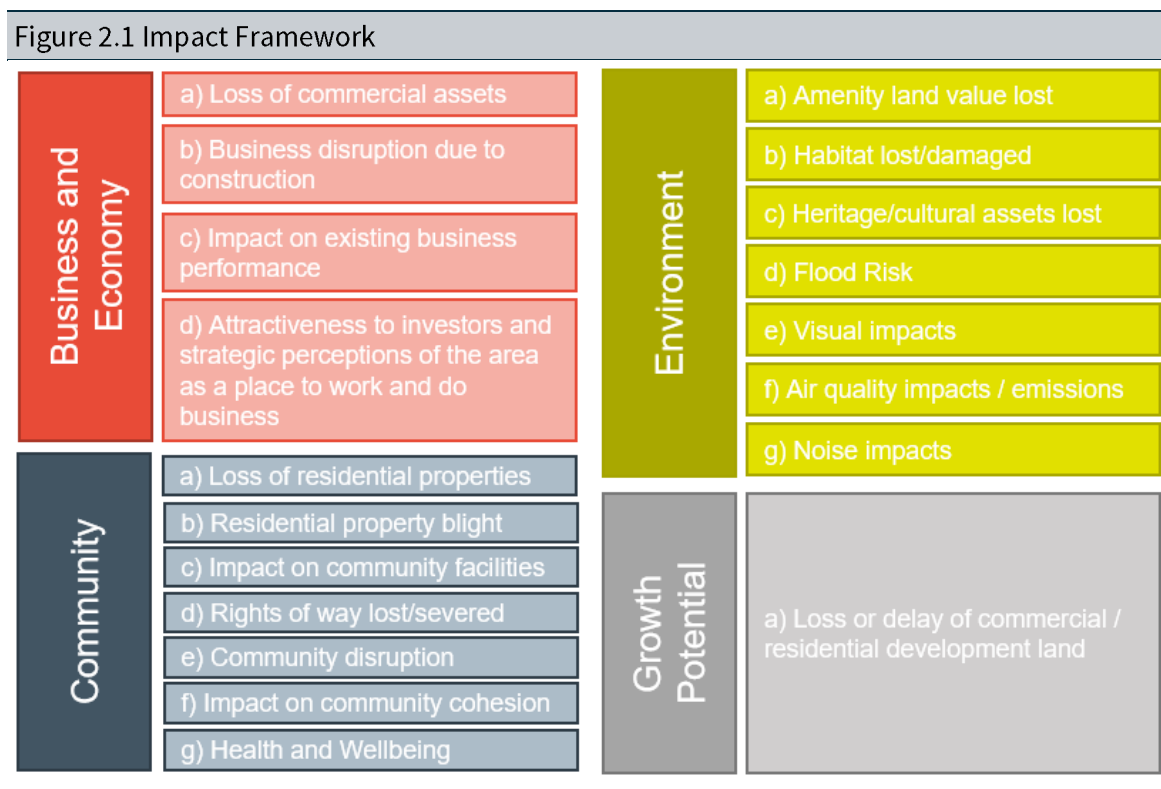 Figure 2.1 Impact Framework
Business and
Economy
a) Loss of commercial assets
b) Business disruption due to
construction
c) Impact on existing business
performance
d) Attractiveness to investors and
strategic perceptions of the area
as a place to work and do
business
Community
a) Loss of residential properties
b) Residential property blight
c) Impact on community facilities
d) Rights of way lost/severed
e) Community disruption
f) Impact on community cohesion
g) Health and Wellbeing
Environment
a) Amenity land value lost
b) Habitat lost/damaged
c) Heritage/cultural assets lost
d) Flood Risk
e) Visual impacts
f) Air quality impacts / emissions
g) Noise impacts
Growth
Potential
a) Loss or delay of commercial /
residential development land